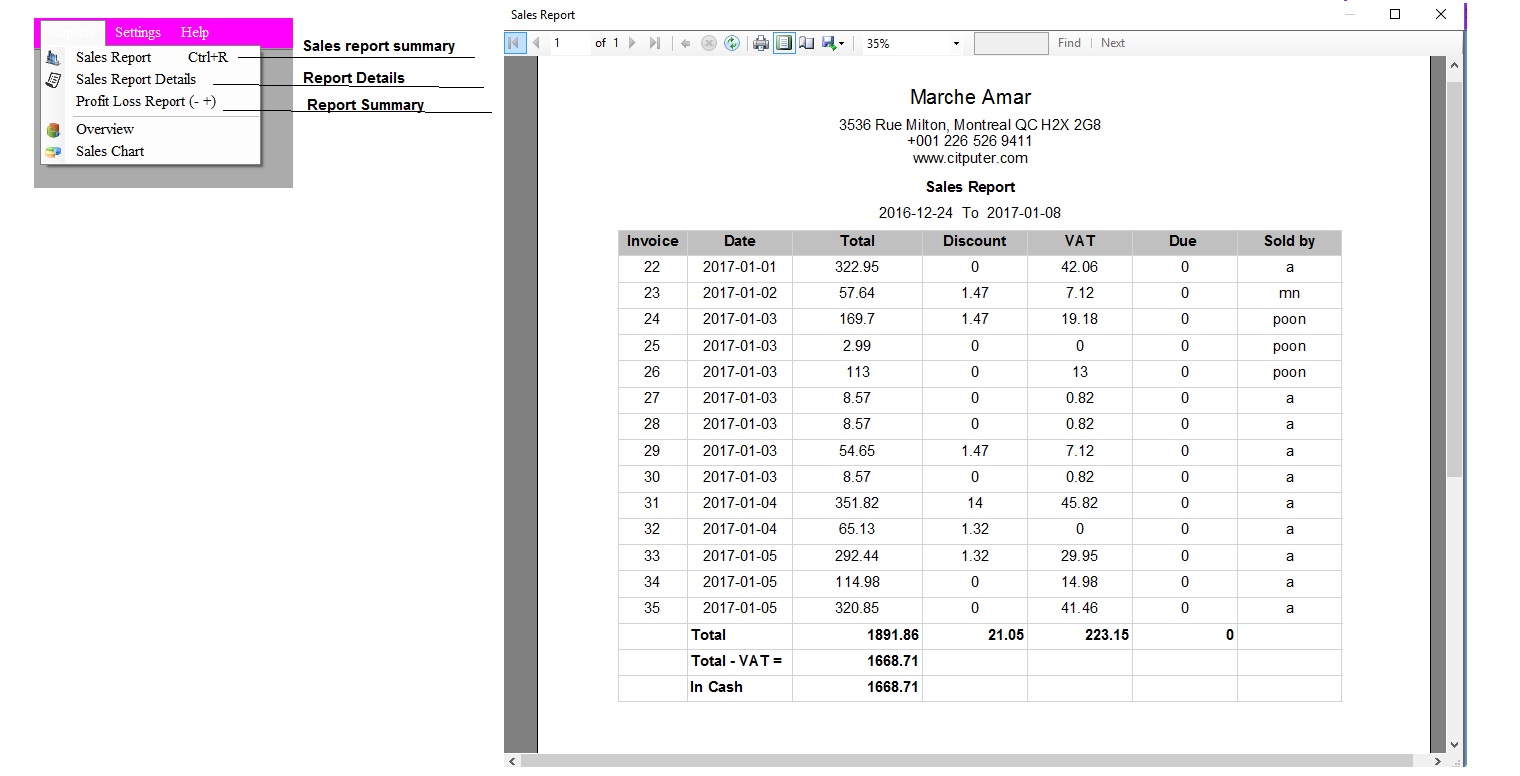 Reports Settings Help
Sales Report Ctrl+R
Sales Report Details
Profit Loss Report (- +)
Overview
Sales Chart
Sales report summary
Report Details
Report Summary
Sales Report
1 of 1 35% Find Next
Marche Amar
3536 Rue Milton, Montreal QC H2X 2G8
+001 226 526 9411
www.citputer.com
Sales Report
2016-12-24 To 2017-01-08
Invoice Date Total Discount VAT Due Sold by
22 2017-01-01 322.95 0 42.06 0 a
23 2017-01-02 57.64 1.47 7.12 0 mn
24 2017-01-03 169.7 1.47 19.18 0 poon
25 2017-01-03 2.99 0 0 0 poon
26 2017-01-03 113 0 13 0 poon
27 2017-01-03 8.57 0 0.82 0 a
28 2017-01-03 8.57 0 0.82 0 a
29 2017-01-03 54.65 1.47 7.12 0 a
30 2017-01-03 8.57 0 0.82 0 a
31 2017-01-04 351.82 14 45.82 0 a
32 2017-01-04 65.13 1.32 0 0 a
33 2017-01-05 292.44 1.32 29.95 0 a
34 2017-01-05 114.98 0 14.98 0 a
35 2017-01-05 320.85 0 41.46 0 a
Total 1891.86 21.05 223.15 0
Total - VAT = 1668.71
In Cash 1668.71